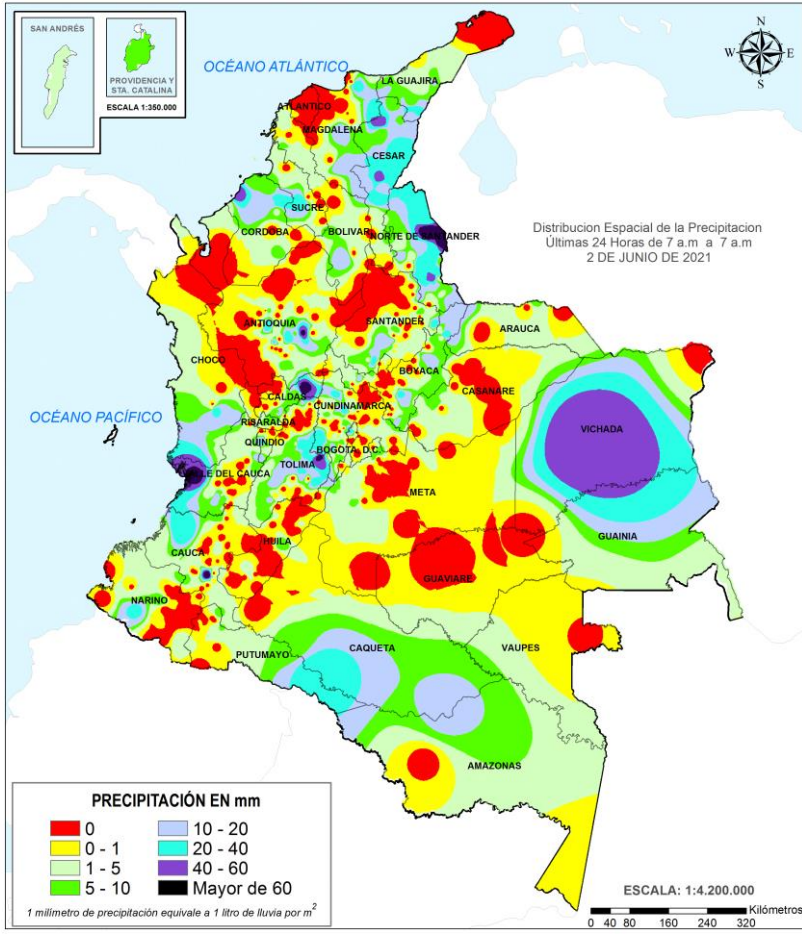 SAN ANDRÉS
PROVIDENCIA Y
STA. CATALINA
ESCALA 1:350.000
OCÉANO ATLÁNTICO
N
W E
S
LA GUAJIRA
ATLANTICO
MAGDALENA
CESAR
SUCRE
CORDOBA
BOLIVAR
NORTE DE SANTANDER
Distribucion Espacial de la Precipitacion
Últimas 24 Horas de 7 a.m a 7 a.m
2 DE JUNIO DE 2021
ANTIOQUIA
SANTANDER
ARAUCA
CHOCO
BOYACA
CASANARE
CALDAS
CUNDINAMARCA
OCÉANO PACÍFICO
RISARALDA
VICHADA
QUINDIO
BOGOTA, D.C.
TOLIMA
VALLE DEL CAUCA
META
GUAINIA
CAUCA
HUILA
GUAVIARE
NARIÑO
PUTUMAYO
CAQUETA
VAUPES
AMAZONAS
PRECIPITACIÓN EN mm
0
0 - 1
1 - 5
5 - 10
10 - 20
20 - 40
40 - 60
Mayor de 60
1 milímetro de precipitación equivale a 1 litro de lluvia por m²
ESCALA: 1:4.200.000
Kilómetros
0 40 80 160 240 320